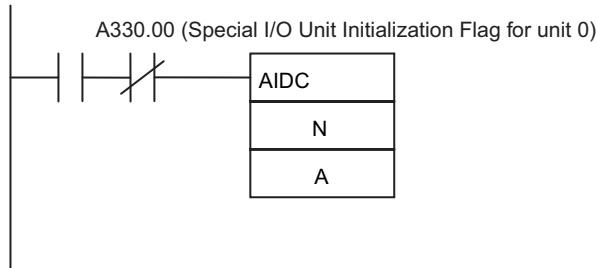 A330.00 (Special I/O Unit Initialization Flag for unit 0)
AIDC
N
A